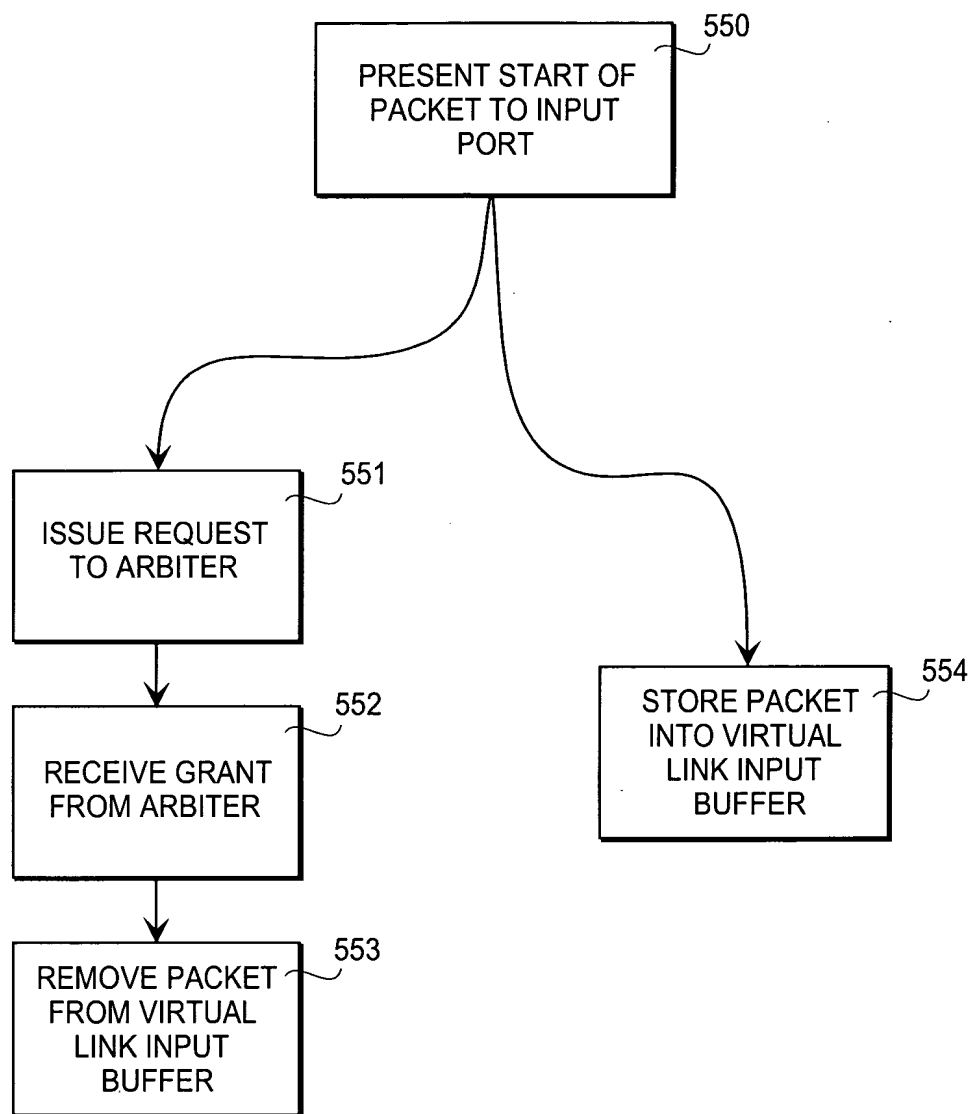 550
PRESENT START OF
PACKET TO INPUT
PORT
551
ISSUE REQUEST
TO ARBITER
552
RECEIVE GRANT
FROM ARBITER
553
REMOVE PACKET
FROM VIRTUAL
LINK INPUT
BUFFER
554
STORE PACKET
INTO VIRTUAL
LINK INPUT
BUFFER